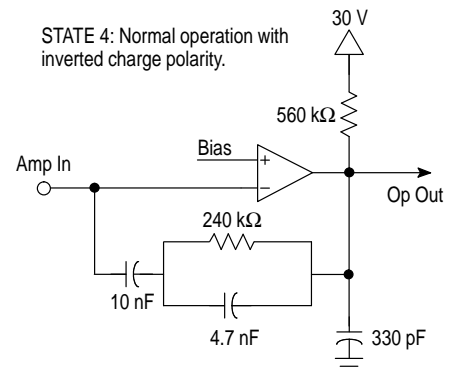 30 V
STATE 4: Normal operation with
inverted charge polarity.
560 kΩ
Bias
+
Amp In
−
Op Out
240 kΩ
10 nF
4.7 nF
330 pF